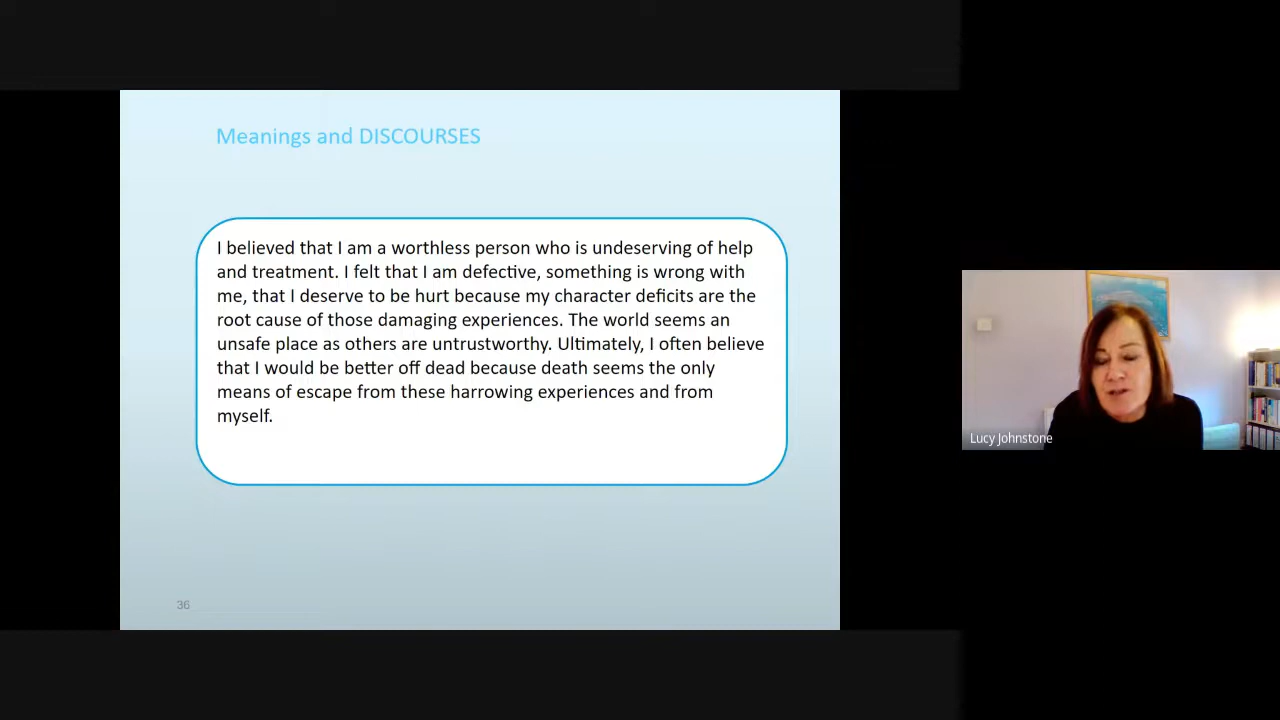 Meanings and DISCOURSES
I believed that I am a worthless person who is undeserving of help
and treatment. I felt that I am defective, something is wrong with
me, that I deserve to be hurt because my character deficits are the
root cause of those damaging experiences. The world seems an
unsafe place as others are untrustworthy. Ultimately, I often believe
that I would be better off dead because death seems the only
means of escape from these harrowing experiences and from
myself.
36
Lucy Johnstone